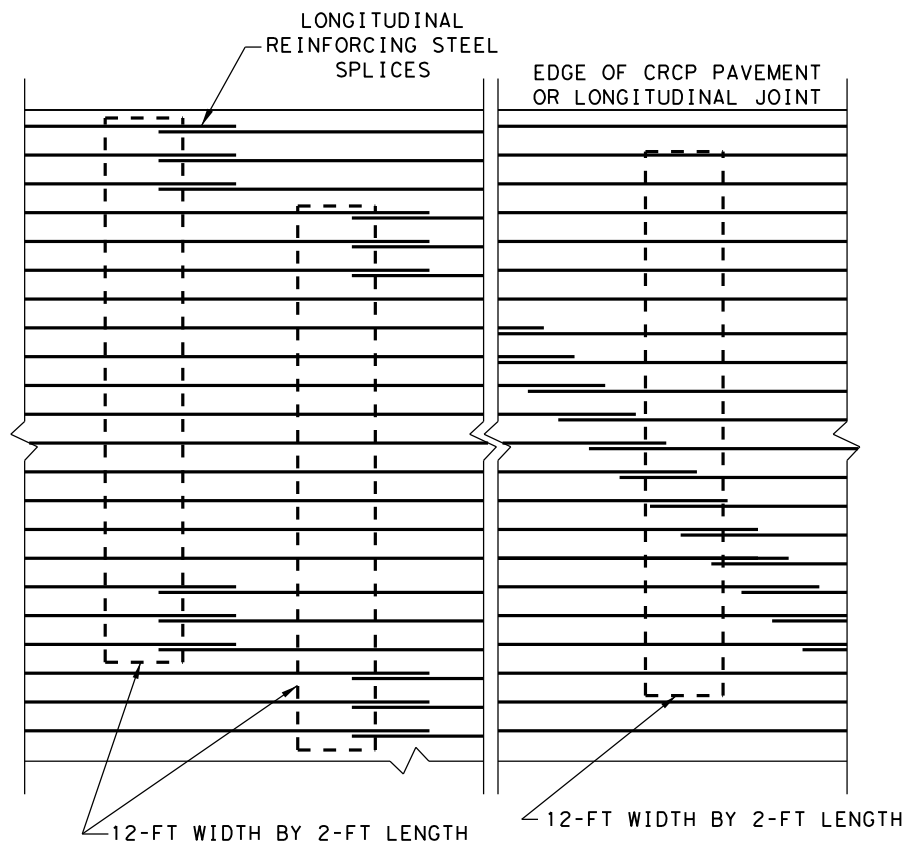 LONGITUDINAL
REINFORCING STEEL
SPLICES
EDGE OF CRCP PAVEMENT
OR LONGITUDINAL JOINT
12-FT WIDTH BY 2-FT LENGTH
12-FT WIDTH BY 2-FT LENGTH